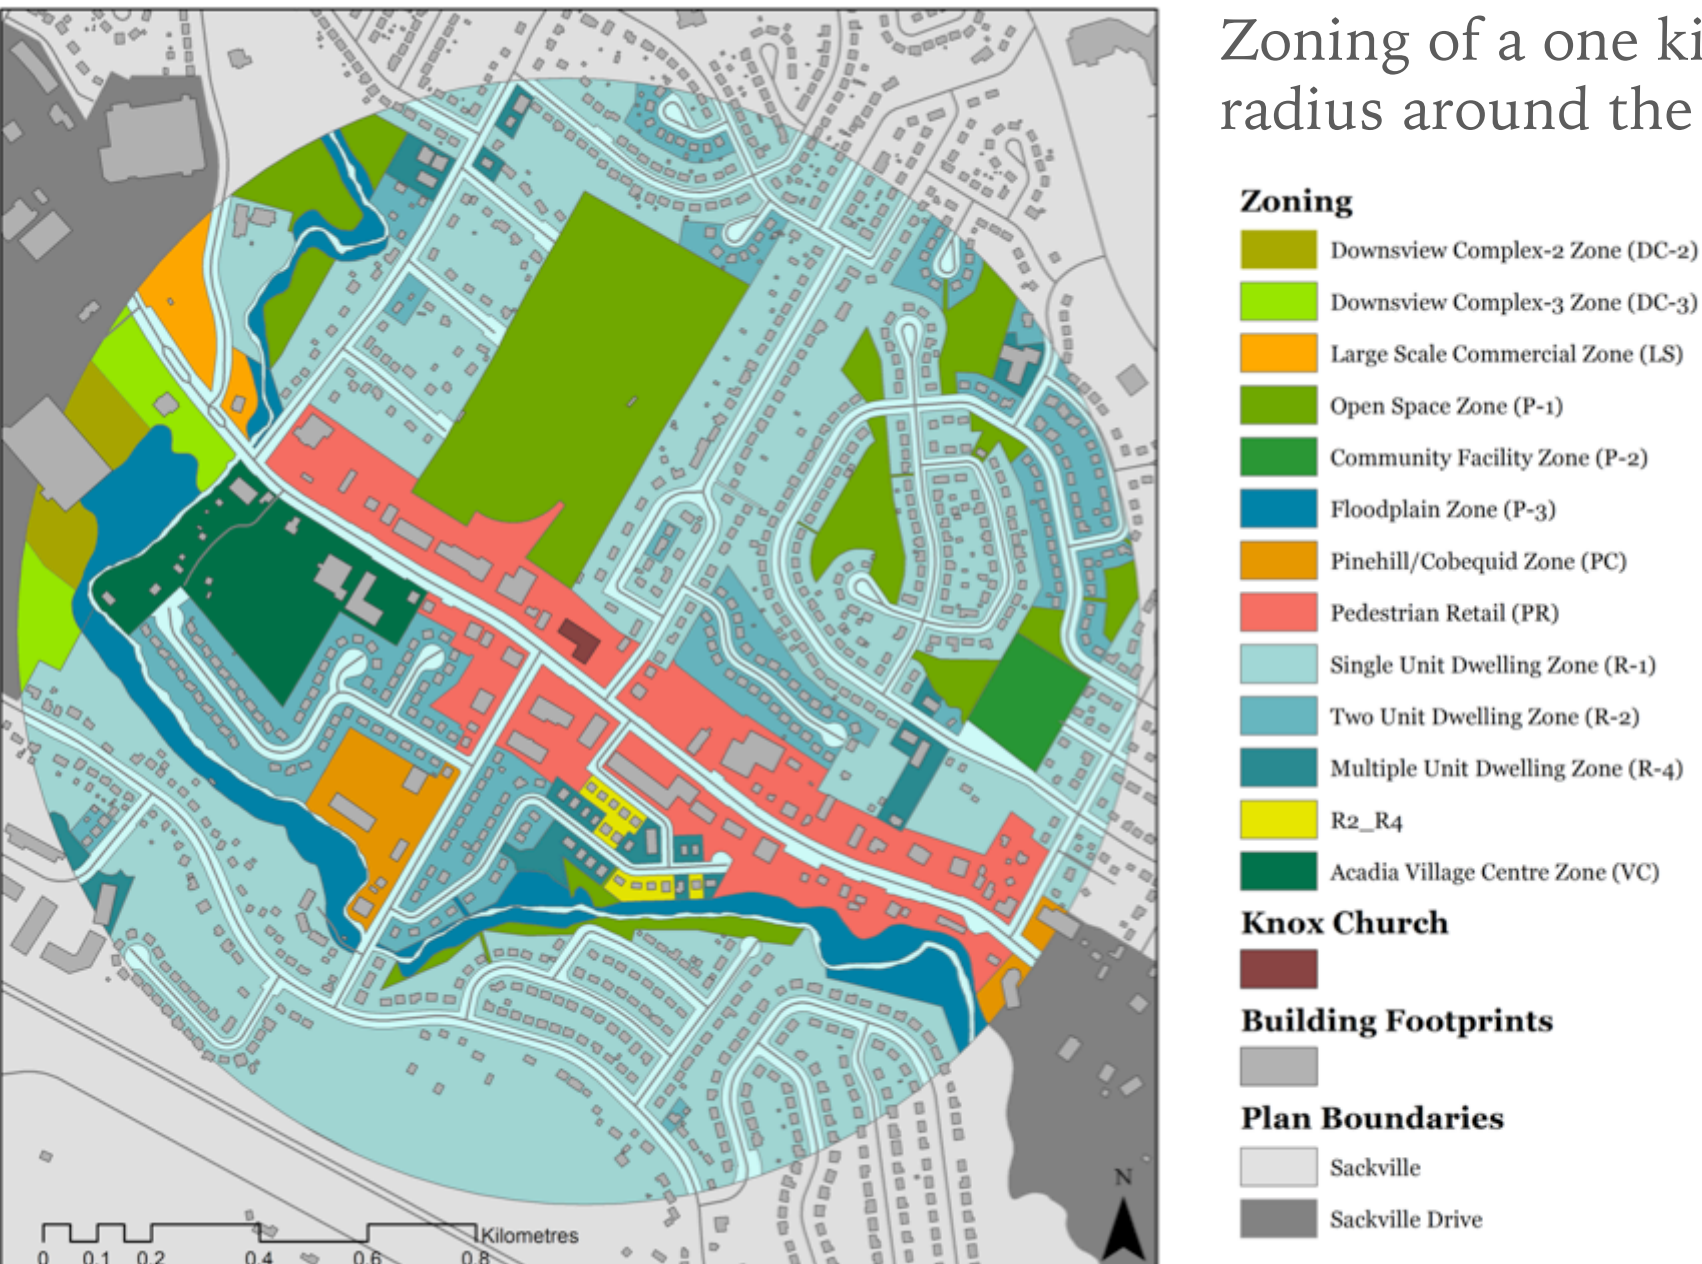 Zoning of a one ki
radius around the
Zoning
Downsview Complex-2 Zone (DC-2)
Downsview Complex-3 Zone (DC-3)
Large Scale Commercial Zone (LS)
Open Space Zone (P-1)
Community Facility Zone (P-2)
Floodplain Zone (P-3)
Pinehill/Cobequid Zone (PC)
Pedestrian Retail (PR)
Single Unit Dwelling Zone (R-1)
Two Unit Dwelling Zone (R-2)
Multiple Unit Dwelling Zone (R-4)
R2_R4
Acadia Village Centre Zone (VC)
Knox Church
Building Footprints
Plan Boundaries
Sackville
Sackville Drive
N
Kilometres
0 0.1 0.2 0.4 0.6 0.8